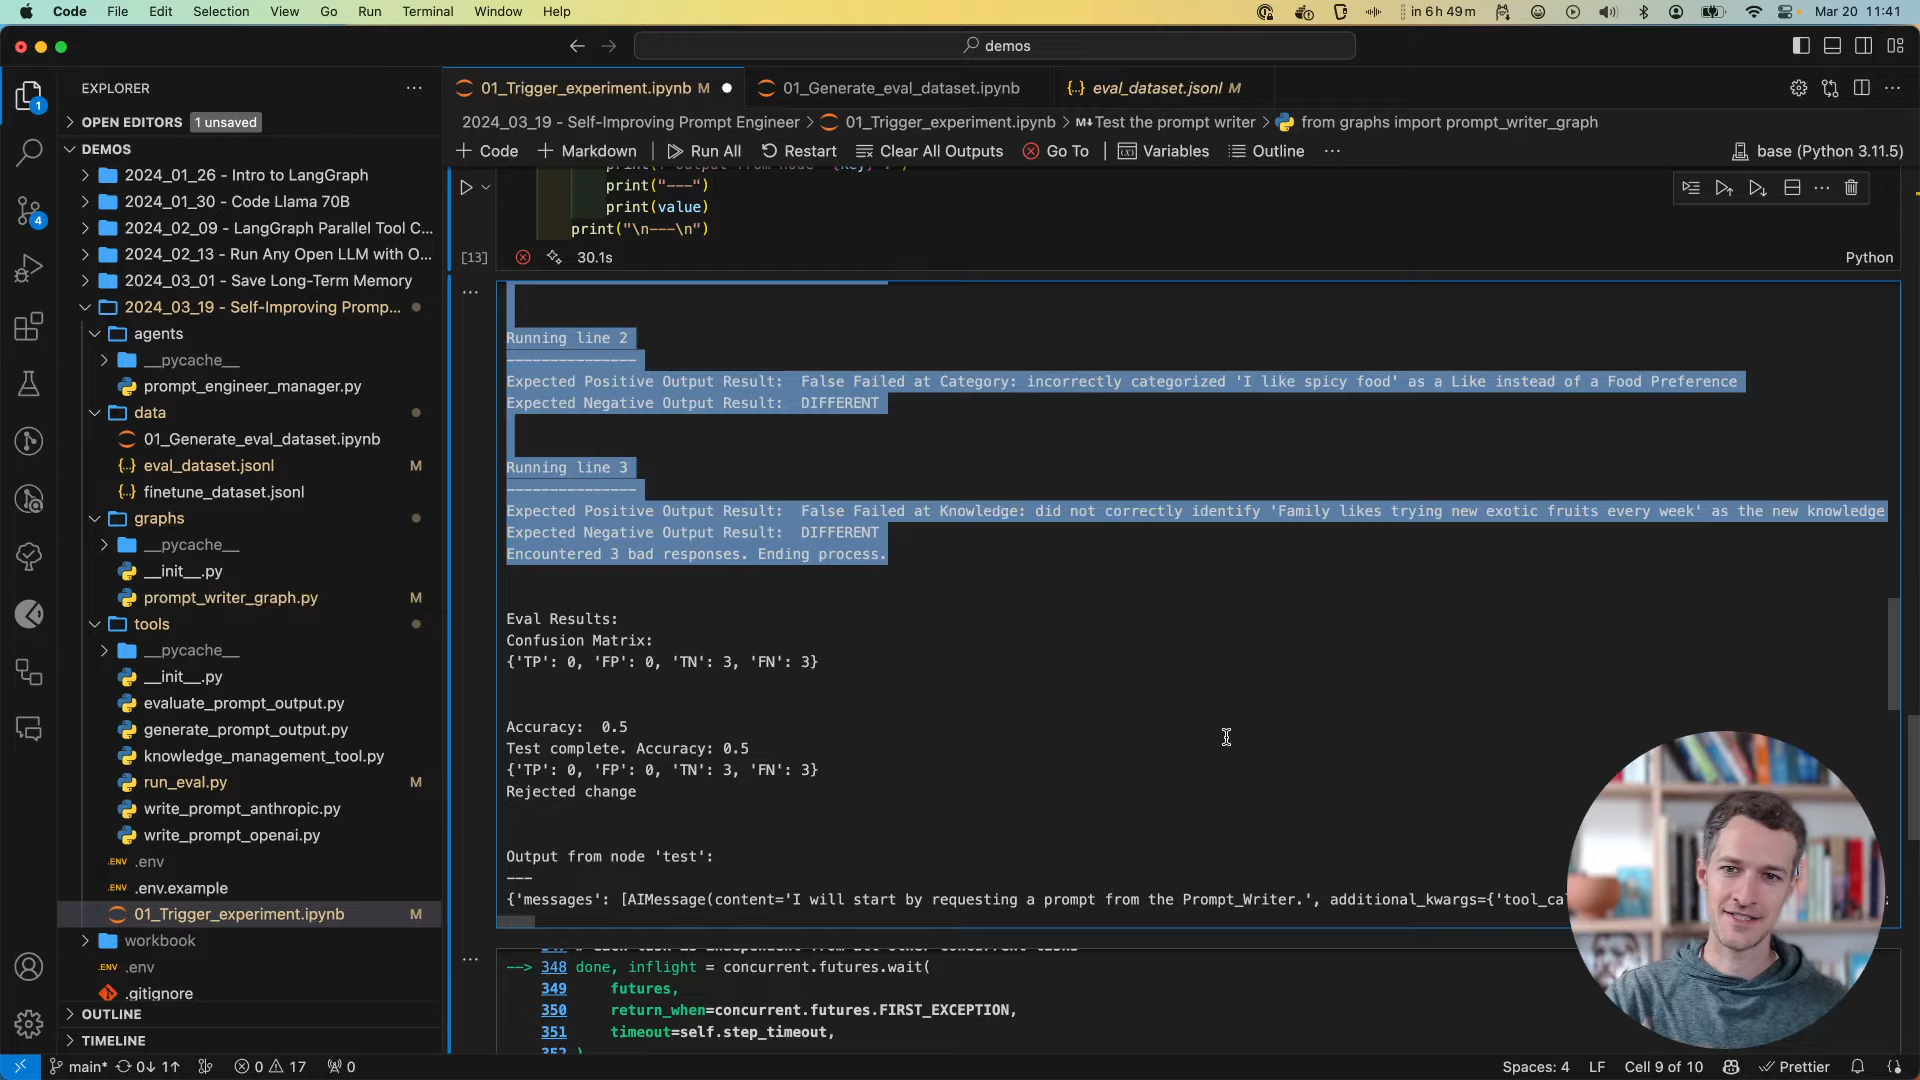 Code File Edit Selection View Go Run Terminal Window Help in 6h 49m Mar 20 11:41
demos
EXPLORER
01_Trigger_experiment.ipynb M
01_Generate_eval_dataset.ipynb
{..} eval_dataset.jsonl M
OPEN EDITORS 1 unsaved
2024_03_19 - Self-Improving Prompt Engineer > 01_Trigger_experiment.ipynb > M↓Test the prompt writer > from graphs import prompt_writer_graph
+ Code + Markdown Run All Restart Clear All Outputs Go To Variables Outline ... base (Python 3.11.5)
DEMOS
2024_01_26 - Intro to LangGraph
2024_01_30 - Code Llama 70B
2024_02_09 - LangGraph Parallel Tool C...
2024_02_13 - Run Any Open LLM with O...
2024_03_01 - Save Long-Term Memory
2024_03_19 - Self-Improving Promp...
agents
__pycache__
prompt_engineer_manager.py
data
01_Generate_eval_dataset.ipynb
{..} eval_dataset.jsonl M
{..} finetune_dataset.jsonl
graphs
__pycache__
__init__.py
prompt_writer_graph.py M
tools
__pycache__
__init__.py
evaluate_prompt_output.py
generate_prompt_output.py
knowledge_management_tool.py
run_eval.py M
write_prompt_anthropic.py
write_prompt_openai.py
.ENV .env
.ENV .env.example
01_Trigger_experiment.ipynb M
workbook
.ENV .env
.gitignore
OUTLINE
TIMELINE
1
4
print("---")
print(value)
print("\n---\n")
[13] 30.1s Python
Running line 2
---------------
Expected Positive Output Result:  False Failed at Category: incorrectly categorized 'I like spicy food' as a Like instead of a Food Preference
Expected Negative Output Result:  DIFFERENT
Running line 3
---------------
Expected Positive Output Result:  False Failed at Knowledge: did not correctly identify 'Family likes trying new exotic fruits every week' as the new knowledge
Expected Negative Output Result:  DIFFERENT
Encountered 3 bad responses. Ending process.
Eval Results:
Confusion Matrix:
{'TP': 0, 'FP': 0, 'TN': 3, 'FN': 3}
Accuracy:  0.5
Test complete. Accuracy: 0.5
{'TP': 0, 'FP': 0, 'TN': 3, 'FN': 3}
Rejected change
Output from node 'test':
---
{'messages': [AIMessage(content='I will start by requesting a prompt from the Prompt_Writer.', additional_kwargs={'tool_ca
--> 348 done, inflight = concurrent.futures.wait(
349 futures,
350 return_when=concurrent.futures.FIRST_EXCEPTION,
351 timeout=self.step_timeout,
352 )
main* 0↓ 1↑ 0 17 0 Spaces: 4 LF Cell 9 of 10 Prettier